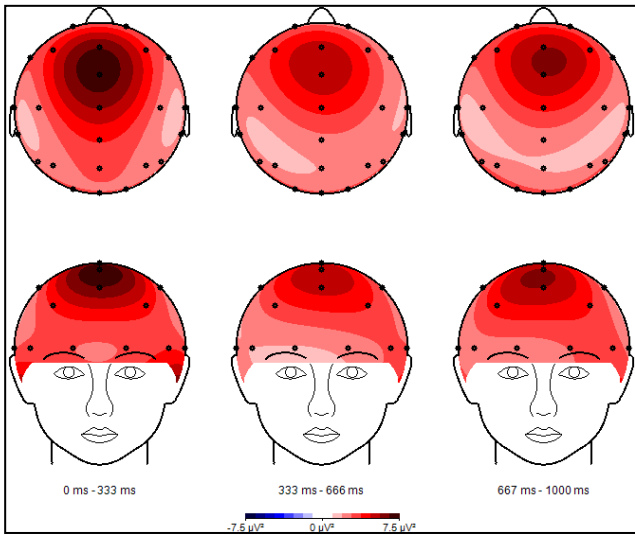 0 ms - 333 ms
333 ms - 666 ms
667 ms - 1000 ms
-7.5 µV²
0 µV²
7.5 µV²